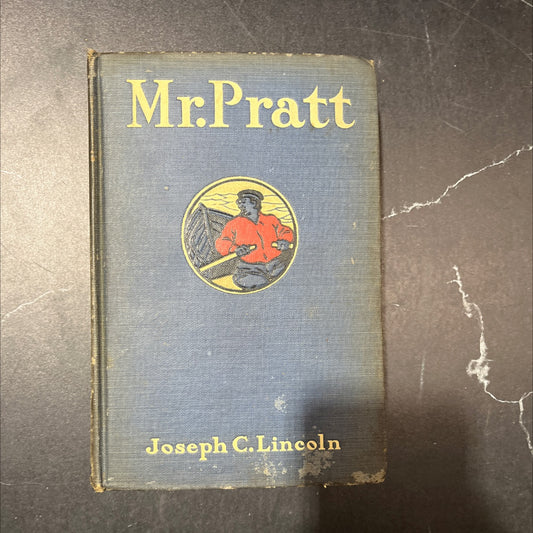 Mr. Pratt
Joseph C. Lincoln